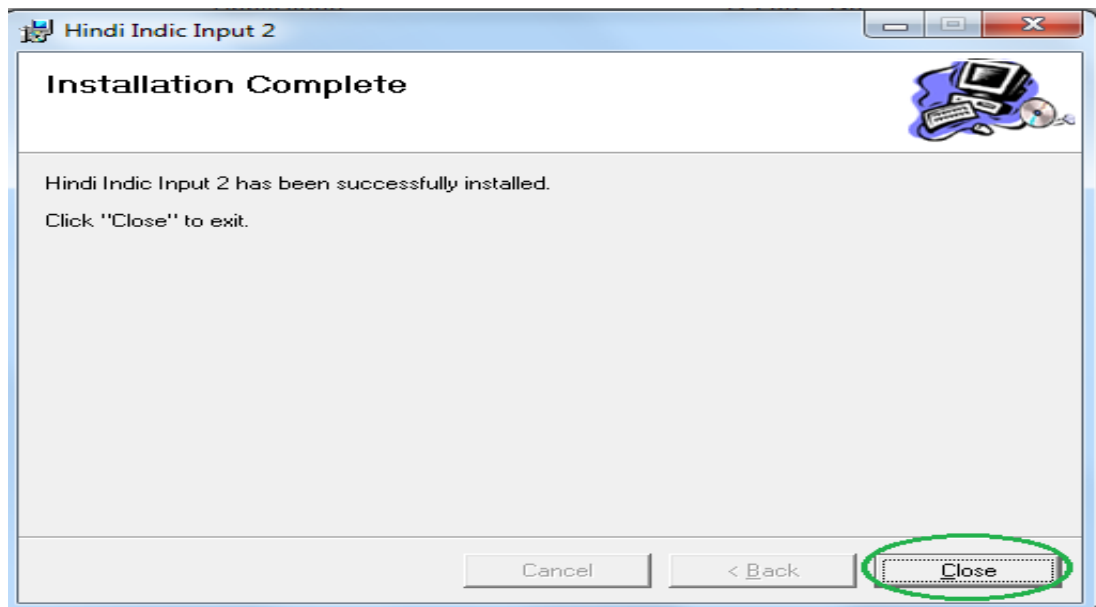 Hindi Indic Input 2
Installation Complete
Hindi Indic Input 2 has been successfully installed.
Click "Close" to exit.
Cancel
< Back
Close